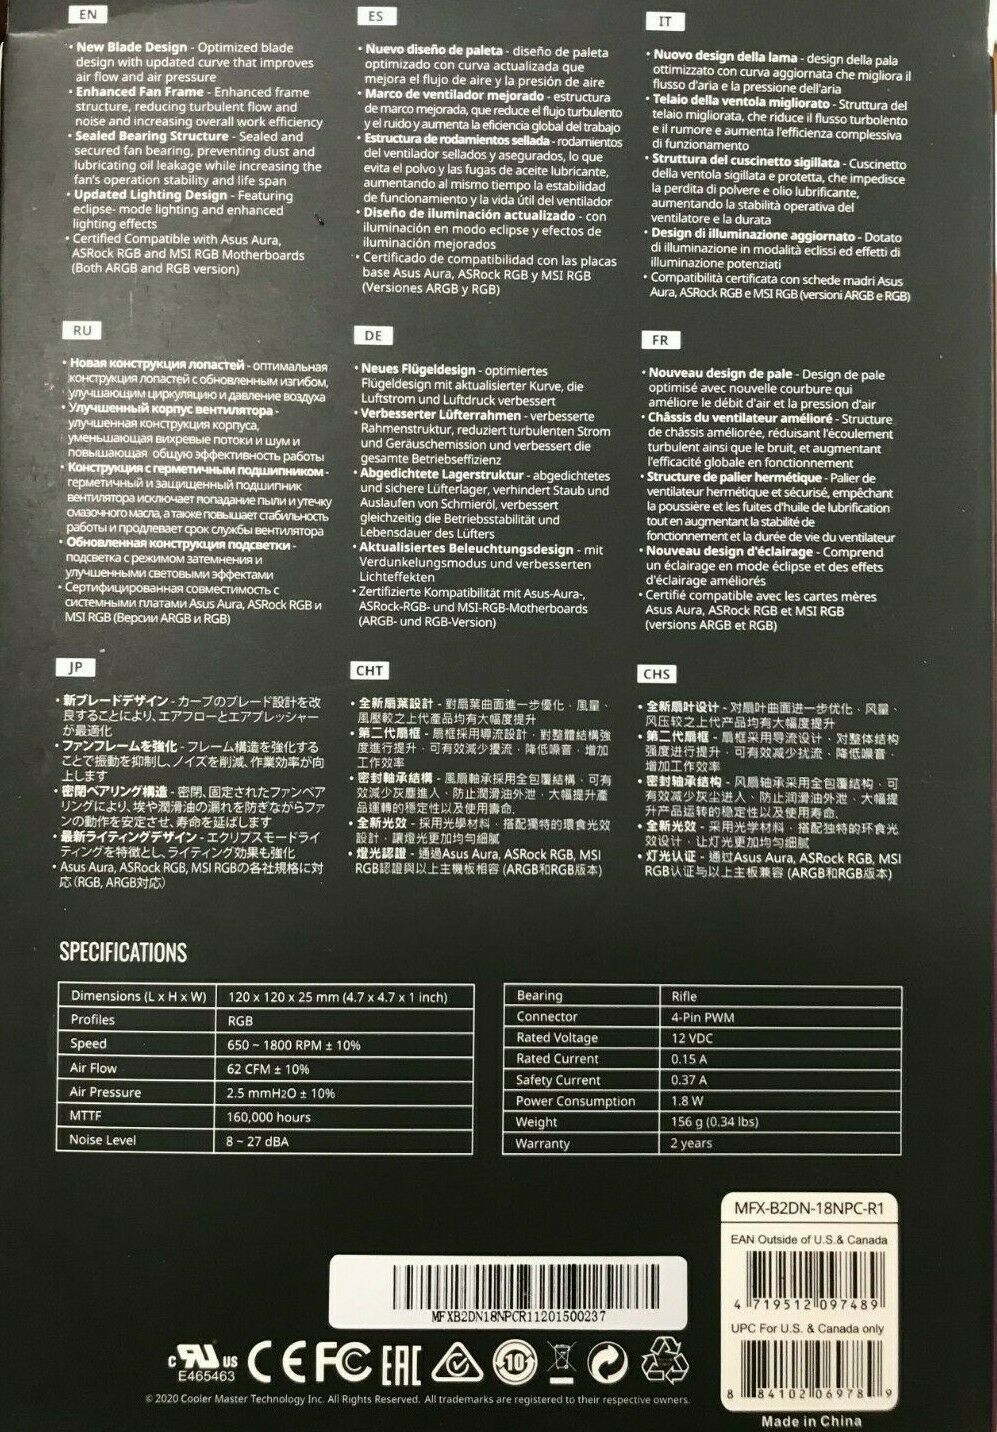 EN
• New Blade Design - Optimized blade
design with updated curve that improves
air flow and air pressure
• Enhanced Fan Frame - Enhanced frame
structure, reducing turbulent flow and
noise and increasing overall work efficiency
• Sealed Bearing Structure - Sealed and
secured fan bearing, preventing dust and
lubricating oil leakage while increasing the
fan's operation stability and life span
• Updated Lighting Design - Featuring
eclipse- mode lighting and enhanced
lighting effects
• Certified Compatible with Asus Aura,
ASRock RGB and MSI RGB Motherboards
(Both ARGB and RGB version)
ES
• Nuevo diseño de paleta - diseño de paleta
optimizado con curva actualizada que
mejora el flujo de aire y la presión de aire
• Marco de ventilador mejorado - estructura
de marco mejorada, que reduce el flujo turbulento
y el ruido y aumenta la eficiencia global del trabajo
• Estructura de rodamientos sellada - rodamientos
del ventilador sellados y asegurados, lo que
evita el polvo y las fugas de aceite lubricante,
aumentando al mismo tiempo la estabilidad
de funcionamiento y la vida útil del ventilador
• Diseño de iluminación actualizado - con
iluminación en modo eclipse y efectos de
iluminación mejorados
• Certificado de compatibilidad con las placas
base Asus Aura, ASRock RGB y MSI RGB
(Versiones ARGB y RGB)
IT
• Nuovo design della lama - design della pala
ottimizzato con curva aggiornata che migliora il
flusso d'aria e la pressione dell'aria
• Telaio della ventola migliorato - Struttura del
telaio migliorata, che riduce il flusso turbolento
e il rumore e aumenta l'efficienza complessiva
di funzionamento
• Struttura del cuscinetto sigillata - Cuscinetto
della ventola sigillata e protetta, che impedisce
la perdita di polvere e olio lubrificante,
aumentando la stabilità operativa del
ventilatore e la durata
• Design di illuminazione aggiornato - Dotato
di illuminazione in modalità eclissi ed effetti di
illuminazione potenziati
• Compatibilità certificata con schede madri Asus
Aura, ASRock RGB e MSI RGB (versioni ARGB e RGB)
RU
• Новая конструкция лопастей - оптимальная
конструкция лопастей с обновленным изгибом,
улучшающим циркуляцию и давление воздуха
• Улучшенный корпус вентилятора -
улучшенная конструкция корпуса,
уменьшающая вихревые потоки и шум и
повышающая общую эффективность работы
• Конструкция с герметичным подшипником -
герметичный и защищенный подшипник
вентилятора исключает попадание пыли и утечку
смазочного масла, а также повышает стабильность
работы и продлевает срок службы вентилятора
• Обновленная конструкция подсветки -
подсветка с режимом затемнения и
улучшенными световыми эффектами
• Сертифицированная совместимость с
системными платами Asus Aura, ASRock RGB и
MSI RGB (Версии ARGB и RGB)
DE
• Neues Flügeldesign - optimiertes
Flügeldesign mit aktualisierter Kurve, die
Luftstrom und Luftdruck verbessert
• Verbesserter Lüfterrahmen - verbesserte
Rahmenstruktur, reduziert turbulenten Strom
und Geräuschemission und verbessert die
gesamte Betriebseffizienz
• Abgedichtete Lagerstruktur - abgedichtetes
und sichere Lüfterlager, verhindert Staub und
Auslaufen von Schmieröl, verbessert
gleichzeitig die Betriebsstabilität und
Lebensdauer des Lüfters
• Aktualisiertes Beleuchtungsdesign - mit
Verdunkelungsmodus und verbesserten
Lichteffekten
• Zertifizierte Kompatibilität mit Asus-Aura-,
ASRock-RGB- und MSI-RGB-Motherboards
(ARGB- und RGB-Version)
FR
• Nouveau design de pale - Design de pale
optimisé avec nouvelle courbure qui
améliore le débit d'air et la pression d'air
• Châssis du ventilateur amélioré - Structure
de châssis améliorée, réduisant l'écoulement
turbulent ainsi que le bruit, et augmentant
l'efficacité globale en fonctionnement
• Structure de palier hermétique - Palier de
ventilateur hermétique et sécurisé, empêchant
la poussière et les fuites d'huile de lubrification
tout en augmentant la stabilité de
fonctionnement et la durée de vie du ventilateur
• Nouveau design d'éclairage - Comprend
un éclairage en mode éclipse et des effets
d'éclairage améliorés
• Certifié compatible avec les cartes mères
Asus Aura, ASRock RGB et MSI RGB
(versions ARGB et RGB)
JP
• 新ブレードデザイン - カーブのブレード設計を改
良することにより、エアフローとエアプレッシャー
が最適化
• ファンフレームを強化 - フレーム構造を強化する
ことで振動を抑制し、ノイズを削減、作業効率が向
上します
• 密閉ベアリング構造 - 密閉、固定されたファンベア
リングにより、埃や潤滑油の漏れを防ぎながらファ
ンの動作を安定させ、寿命を延ばします
• 最新ライティングデザイン - エクリプスモードライ
ティングを特徴とし、ライティング効果も強化
• Asus Aura, ASRock RGB, MSI RGBの各社規格に対
応(RGB, ARGB対応)
CHT
• 全新扇葉設計 - 對扇葉曲面進一步優化，風量、
風壓較之上代產品均有大幅度提升
• 第二代扇框 - 扇框採用導流設計，對整體結構強
度進行提升，可有效減少擾流，降低噪音，增加
工作效率
• 密封軸承結構 - 風扇軸承採用全包覆結構，可有
效減少灰塵進入、防止潤滑油外泄，大幅提升產
品運轉的穩定性以及使用壽命.
• 全新光效 - 採用光學材料，搭配獨特的環食光效
設計，讓燈光更加均勻細膩
• 燈光認證 - 通過Asus Aura, ASRock RGB, MSI
RGB認證與以上主機板相容 (ARGB和RGB版本)
CHS
• 全新扇叶设计 - 对扇叶曲面进一步优化，风量、
风压较之上代产品均有大幅度提升
• 第二代扇框 - 扇框采用导流设计，对整体结构
强度进行提升，可有效减少扰流，降低噪音，
增加工作效率
• 密封轴承结构 - 风扇轴承采用全包覆结构，可
有效减少灰尘进入、防止润滑油外泄，大幅提
升产品运转的稳定性以及使用寿命.
• 全新光效 - 采用光学材料，搭配独特的环食光
效设计，让灯光更加均匀细腻
• 灯光认证 - 通过Asus Aura, ASRock RGB, MSI
RGB认证与以上主板兼容 (ARGB和RGB版本)
SPECIFICATIONS
Dimensions (L x H x W) 120 x 120 x 25 mm (4.7 x 4.7 x 1 inch)
Profiles RGB
Speed 650 ~ 1800 RPM ± 10%
Air Flow 62 CFM ± 10%
Air Pressure 2.5 mmH2O ± 10%
MTTF 160,000 hours
Noise Level 8 ~ 27 dBA
Bearing Rifle
Connector 4-Pin PWM
Rated Voltage 12 VDC
Rated Current 0.15 A
Safety Current 0.37 A
Power Consumption 1.8 W
Weight 156 g (0.34 lbs)
Warranty 2 years
MFX-B2DN-18NPC-R1
EAN Outside of U.S.& Canada
4 719512 097489
UPC For U.S. & Canada only
8 84102 06978 9
Made in China
MFXB2DN18NPCR11201500237
c RU US
E465463
CE FC EAC 10
© 2020 Cooler Master Technology Inc. All Rights Reserved. All trademarks are registered to their respective owners.